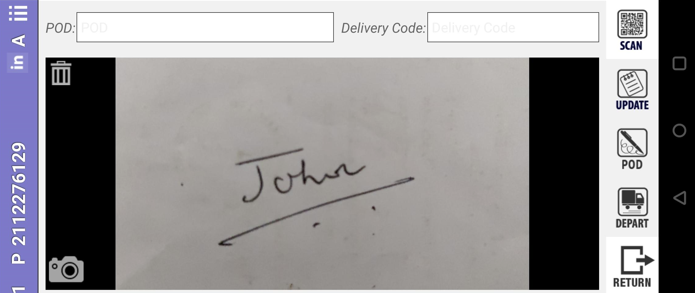 in A
P 2112276129
1
POD: POD
Delivery Code: Delivery Code
John
SCAN
UPDATE
POD
DEPART
RETURN